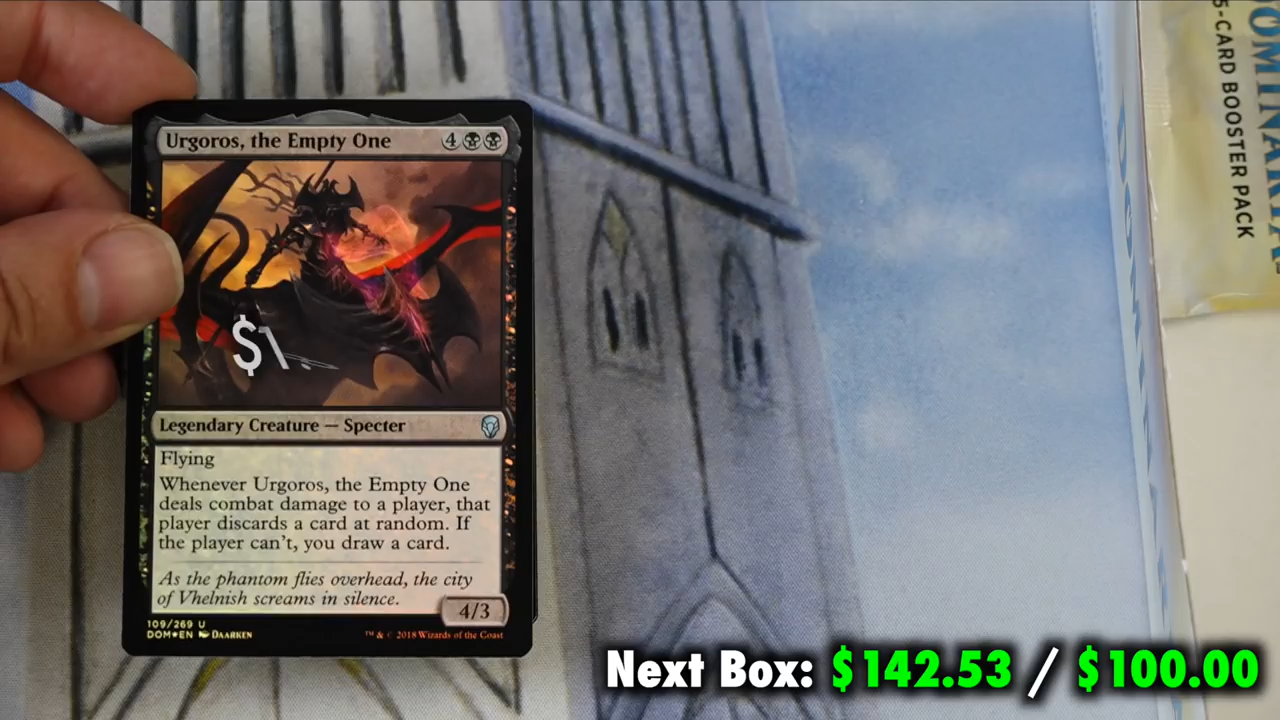 Urgoros, the Empty One 4
$1
Legendary Creature — Specter
Flying
Whenever Urgoros, the Empty One
deals combat damage to a player, that
player discards a card at random. If
the player can't, you draw a card.
As the phantom flies overhead, the city
of Vhelnish screams in silence.
4/3
109/269 U
DOM★EN DAARKEN
™ & © 2018 Wizards of the Coast
OMINARIA
5-CARD BOOSTER PACK
Next Box: $142.53 / $100.00